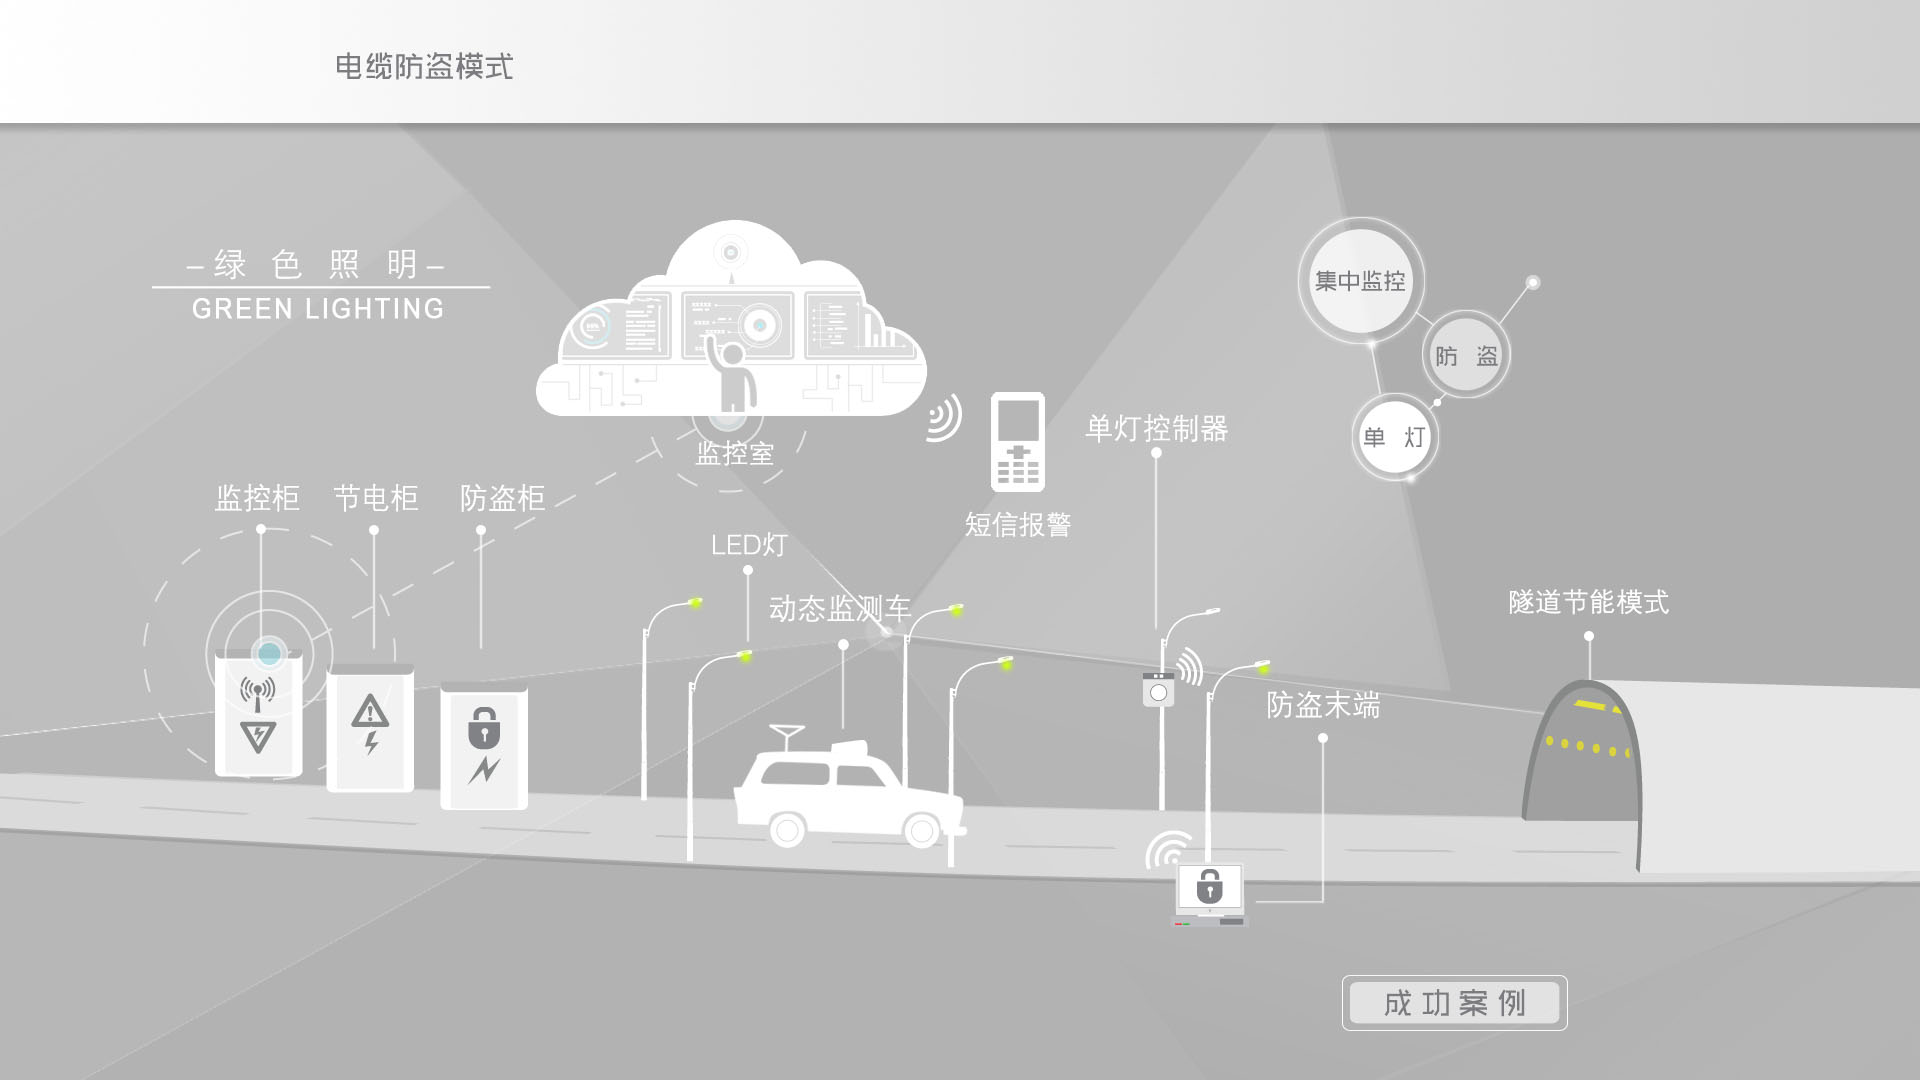 电缆防盗模式
–绿色照明–
GREEN LIGHTING
集中监控
防盗
单灯
监控室
单灯控制器
短信报警
监控柜
节电柜
防盗柜
LED灯
动态监测车
隧道节能模式
防盗末端
成功案例